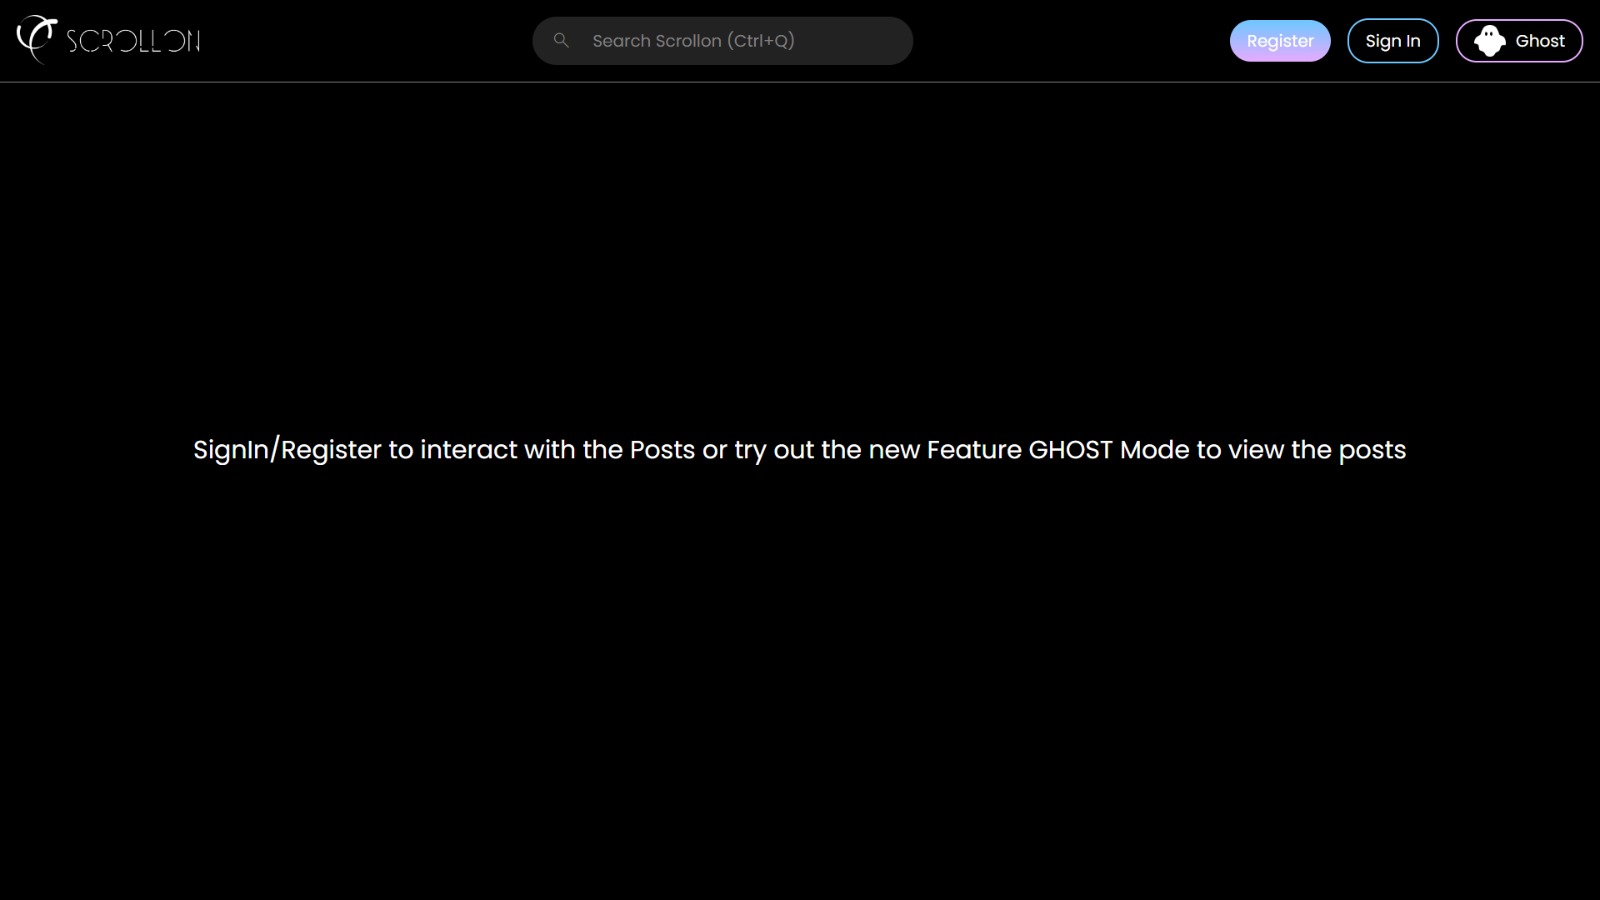 SCROLLON
Search Scrollon (Ctrl+Q)
Register
Sign In
Ghost
SignIn/Register to interact with the Posts or try out the new Feature GHOST Mode to view the posts